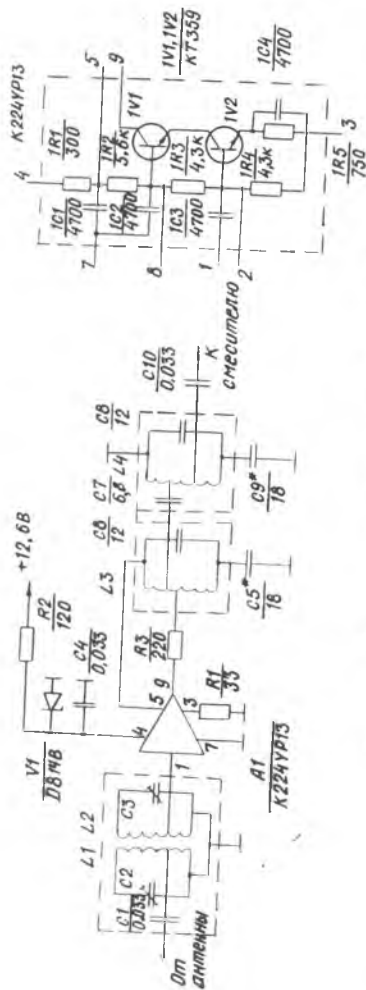 От
антенны
C1
0,033
C2
L1
L2
C3
V1
Д814В
R2
120
+12,6В
C4
0,033
4
5
9
3
1
7
R1
33
A1
К224УР13
R3
220
L3
C8
12
C5*
18
C7
6,8
L4
C8
12
C9*
18
C10
0,033
К
смесителю
К224УР13
4
1R1
300
1C1
4700
7
1R2
5,6к
1C2
4700
8
1R3
4,3к
1C3
4700
1
2
5
9
1V1
1V2
1V1, 1V2
КТ359
1R4
4,3к
1C4
4700
3
1R5
750